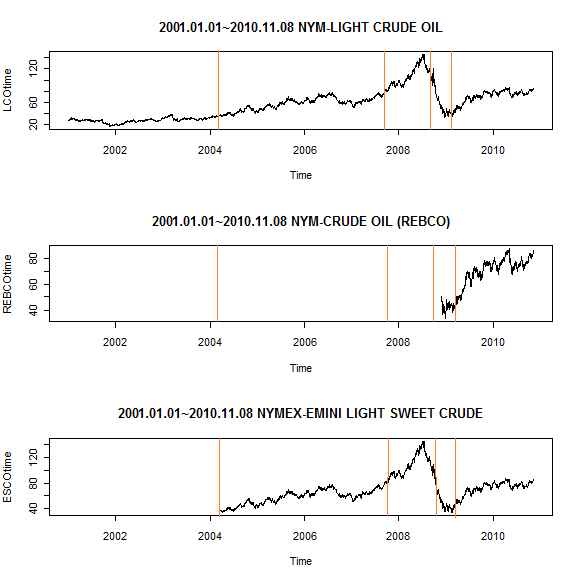 2001.01.01~2010.11.08 NYM-LIGHT CRUDE OIL
LCOtime
120
60
20
2002 2004 2006 2008 2010
Time
2001.01.01~2010.11.08 NYM-CRUDE OIL (REBCO)
REBCOtime
80
60
40
2002 2004 2006 2008 2010
Time
2001.01.01~2010.11.08 NYMEX-EMINI LIGHT SWEET CRUDE
ESCOtime
120
80
40
2002 2004 2006 2008 2010
Time